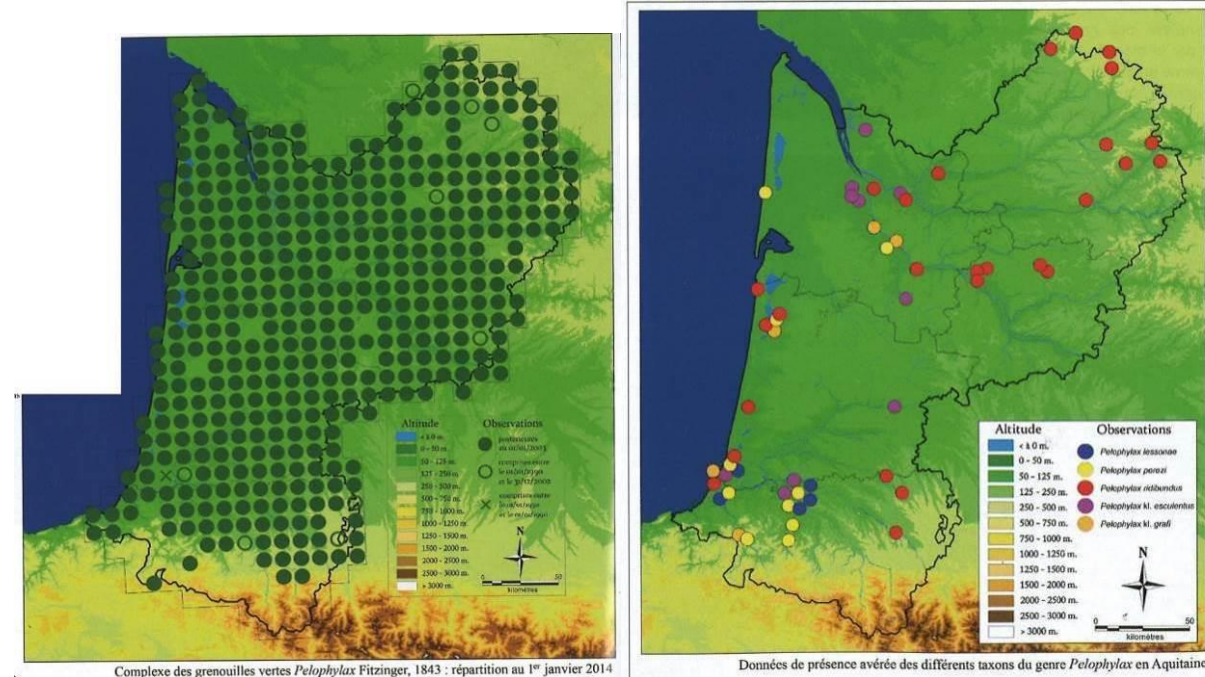 Altitude
< à 0 m.
0 – 50 m.
50 – 125 m.
125 – 250 m.
250 – 500 m.
500 – 750 m.
750 – 1000 m.
1000 – 1250 m.
1250 – 1500 m.
1500 – 2000 m.
2000 – 2500 m.
2500 – 3000 m.
> 3000 m.
Observations
N
0 50
kilomètres
Complexe des grenouilles vertes Pelophylax Fitzinger, 1843 : répartition au 1er janvier 2014
Altitude
< à 0 m.
0 – 50 m.
50 – 125 m.
125 – 250 m.
250 – 500 m.
500 – 750 m.
750 – 1000 m.
1000 – 1250 m.
1250 – 1500 m.
1500 – 2000 m.
2000 – 2500 m.
2500 – 3000 m.
> 3000 m.
Observations
Pelophylax lessonae
Pelophylax perezi
Pelophylax ridibundus
Pelophylax kl. esculentus
Pelophylax kl. grafi
N
0 50
kilomètres
Données de présence avérée des différents taxons du genre Pelophylax en Aquitaine